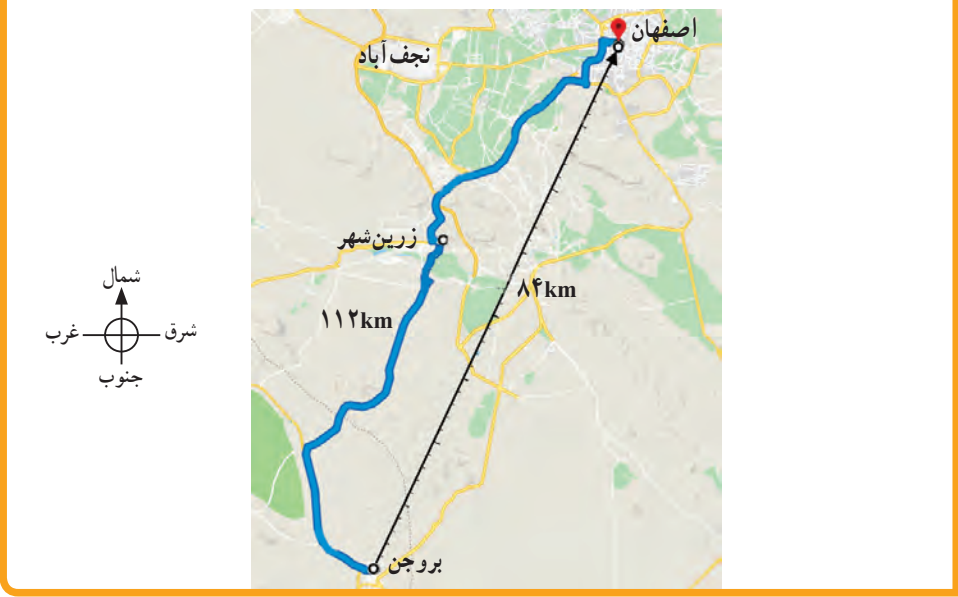 اصفهان
نجف‌آباد
زرین‌شهر
۸۴km
۱۱۲km
شمال
شرق
غرب
جنوب
بروجن